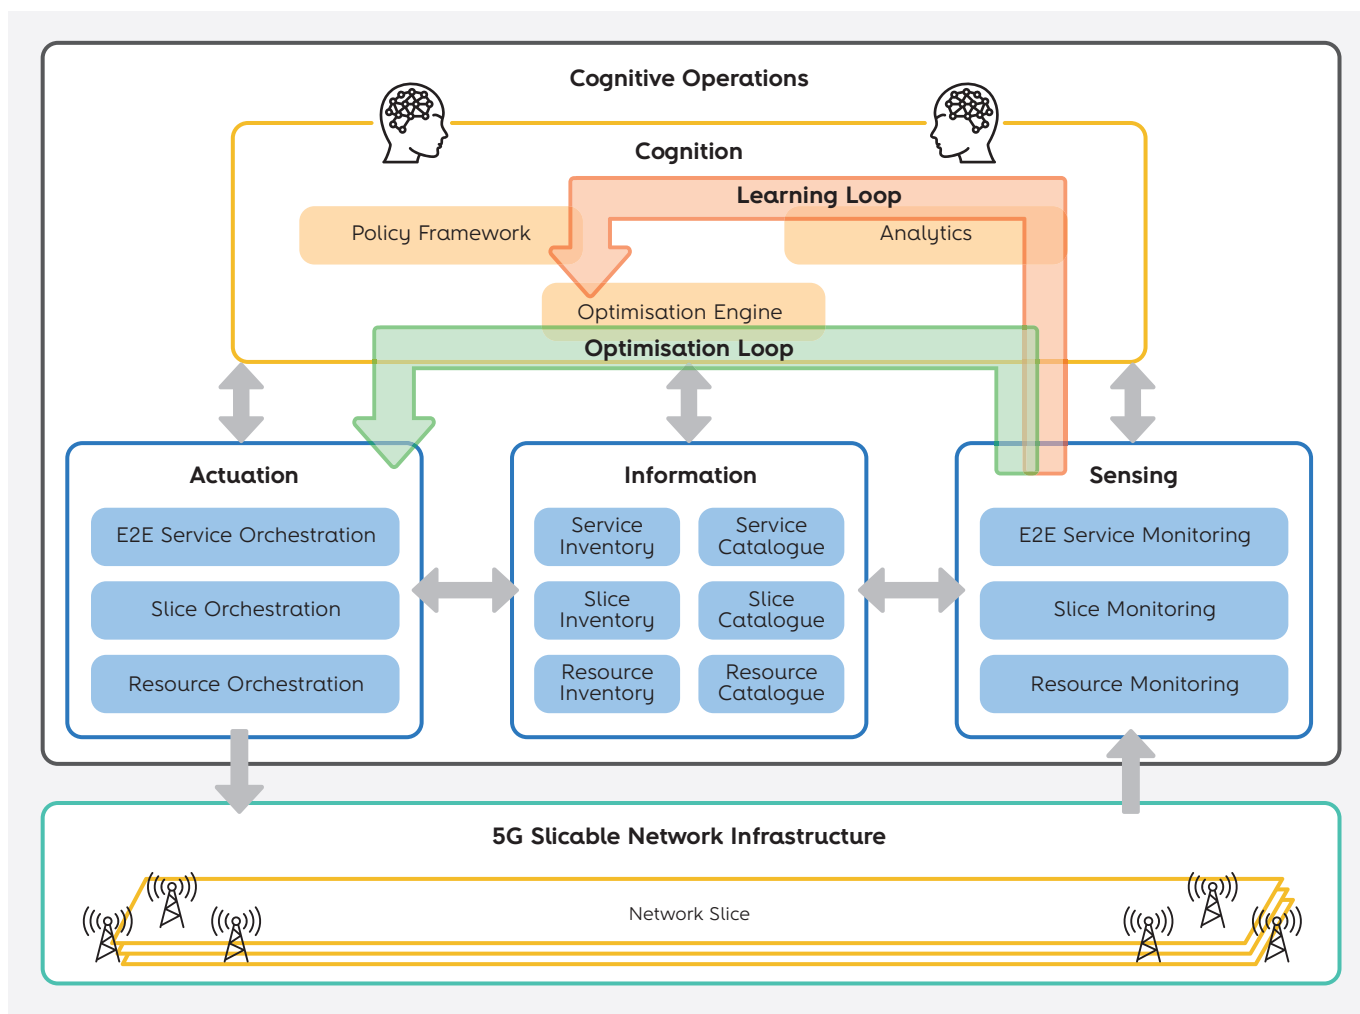 Cognitive Operations
Cognition
Learning Loop
Policy Framework
Analytics
Optimisation Engine
Optimisation Loop
Actuation
E2E Service Orchestration
Slice Orchestration
Resource Orchestration
Information
Service
Inventory
Service
Catalogue
Slice
Inventory
Slice
Catalogue
Resource
Inventory
Resource
Catalogue
Sensing
E2E Service Monitoring
Slice Monitoring
Resource Monitoring
5G Slicable Network Infrastructure
Network Slice